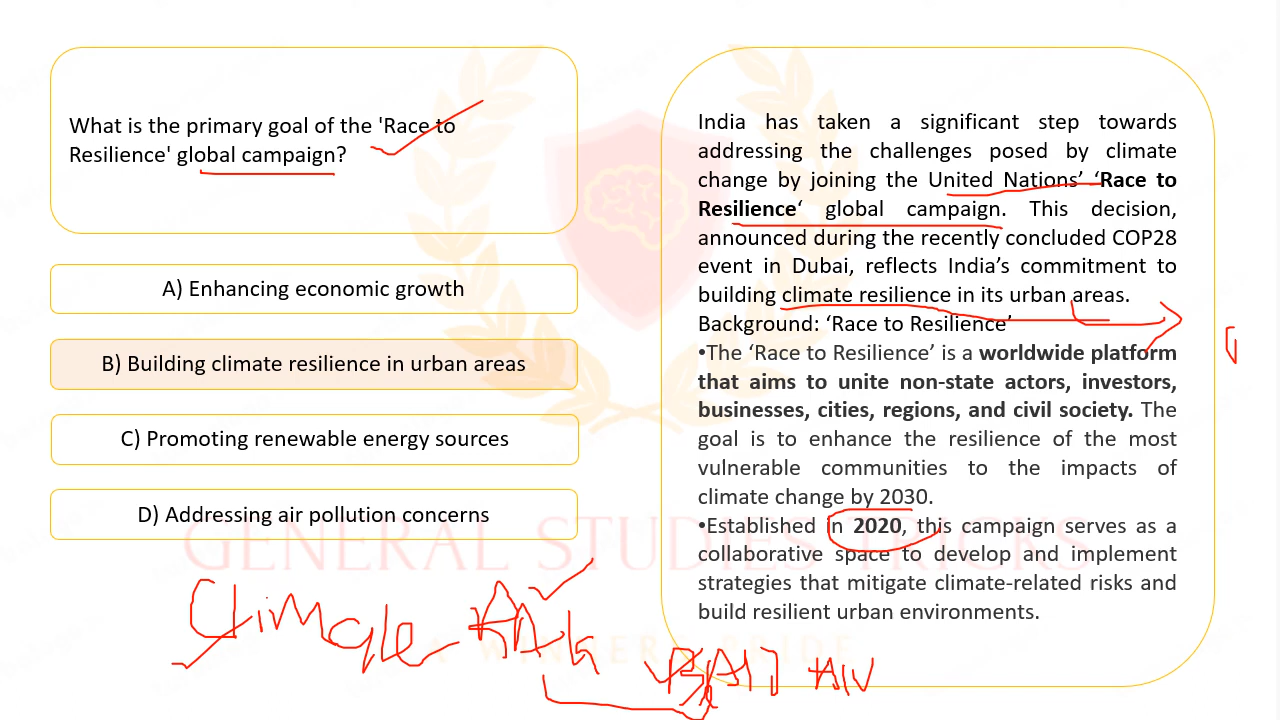 What is the primary goal of the 'Race to
Resilience' global campaign?
A) Enhancing economic growth
B) Building climate resilience in urban areas
C) Promoting renewable energy sources
D) Addressing air pollution concerns
India has taken a significant step towards
addressing the challenges posed by climate
change by joining the United Nations’ ‘Race to
Resilience‘ global campaign. This decision,
announced during the recently concluded COP28
event in Dubai, reflects India’s commitment to
building climate resilience in its urban areas.
Background: ‘Race to Resilience’
•The ‘Race to Resilience’ is a worldwide platform
that aims to unite non-state actors, investors,
businesses, cities, regions, and civil society. The
goal is to enhance the resilience of the most
vulnerable communities to the impacts of
climate change by 2030.
•Established in 2020, this campaign serves as a
collaborative space to develop and implement
strategies that mitigate climate-related risks and
build resilient urban environments.
GENERAL STUDIES TRICKS